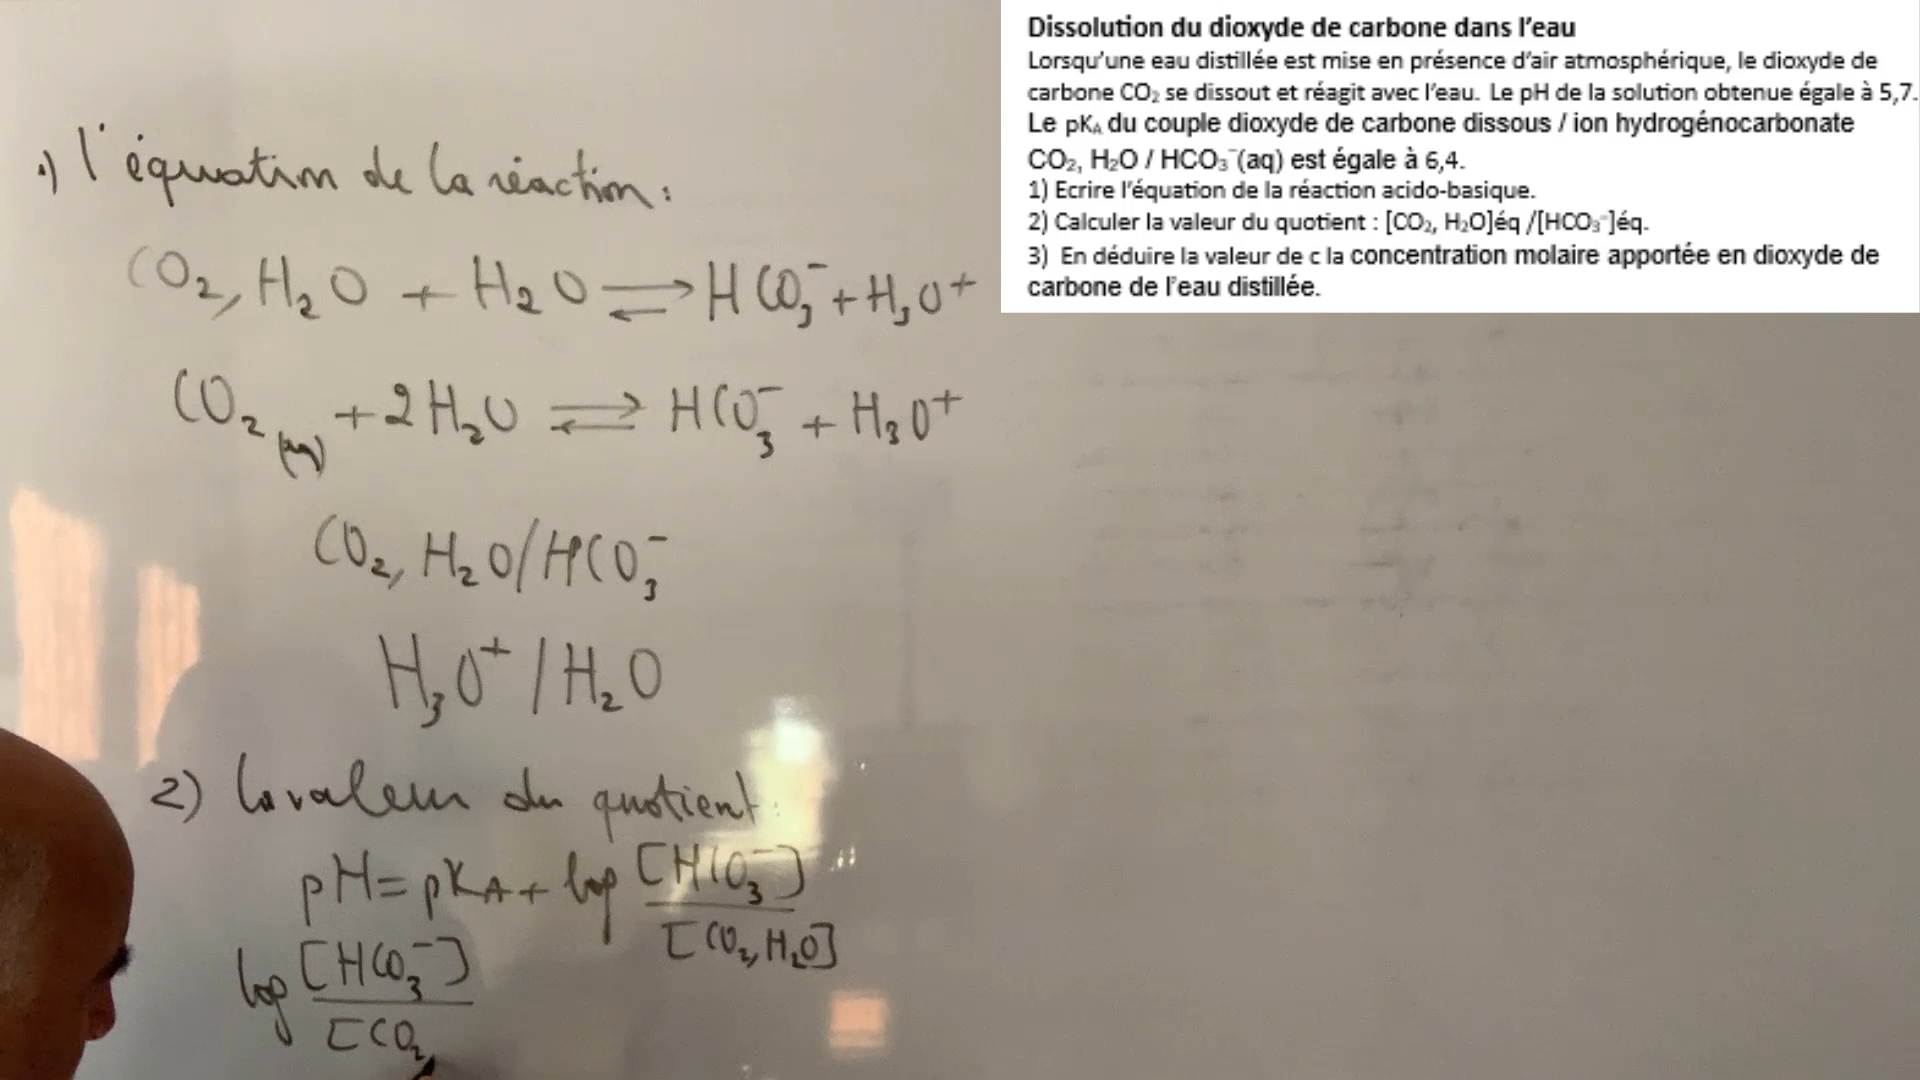 Dissolution du dioxyde de carbone dans l'eau
Lorsqu'une eau distillée est mise en présence d'air atmosphérique, le dioxyde de
carbone CO₂ se dissout et réagit avec l'eau. Le pH de la solution obtenue égale à 5,7.
Le pKA du couple dioxyde de carbone dissous / ion hydrogénocarbonate
CO₂, H₂O / HCO₃⁻(aq) est égale à 6,4.
1) Ecrire l'équation de la réaction acido-basique.
2) Calculer la valeur du quotient : [CO₂, H₂O]éq /[HCO₃⁻]éq.
3) En déduire la valeur de c la concentration molaire apportée en dioxyde de
carbone de l'eau distillée.
1) l'équation de la réaction :
CO₂, H₂O + H₂O ⇌ HCO₃⁻ + H₃O⁺
CO₂(aq) + 2H₂O ⇌ HCO₃⁻ + H₃O⁺
CO₂, H₂O/HCO₃⁻
H₃O⁺/H₂O
2) la valeur du quotient :
pH = pKA + log [HCO₃⁻]/[CO₂, H₂O]
log [HCO₃⁻]/[CO₂,